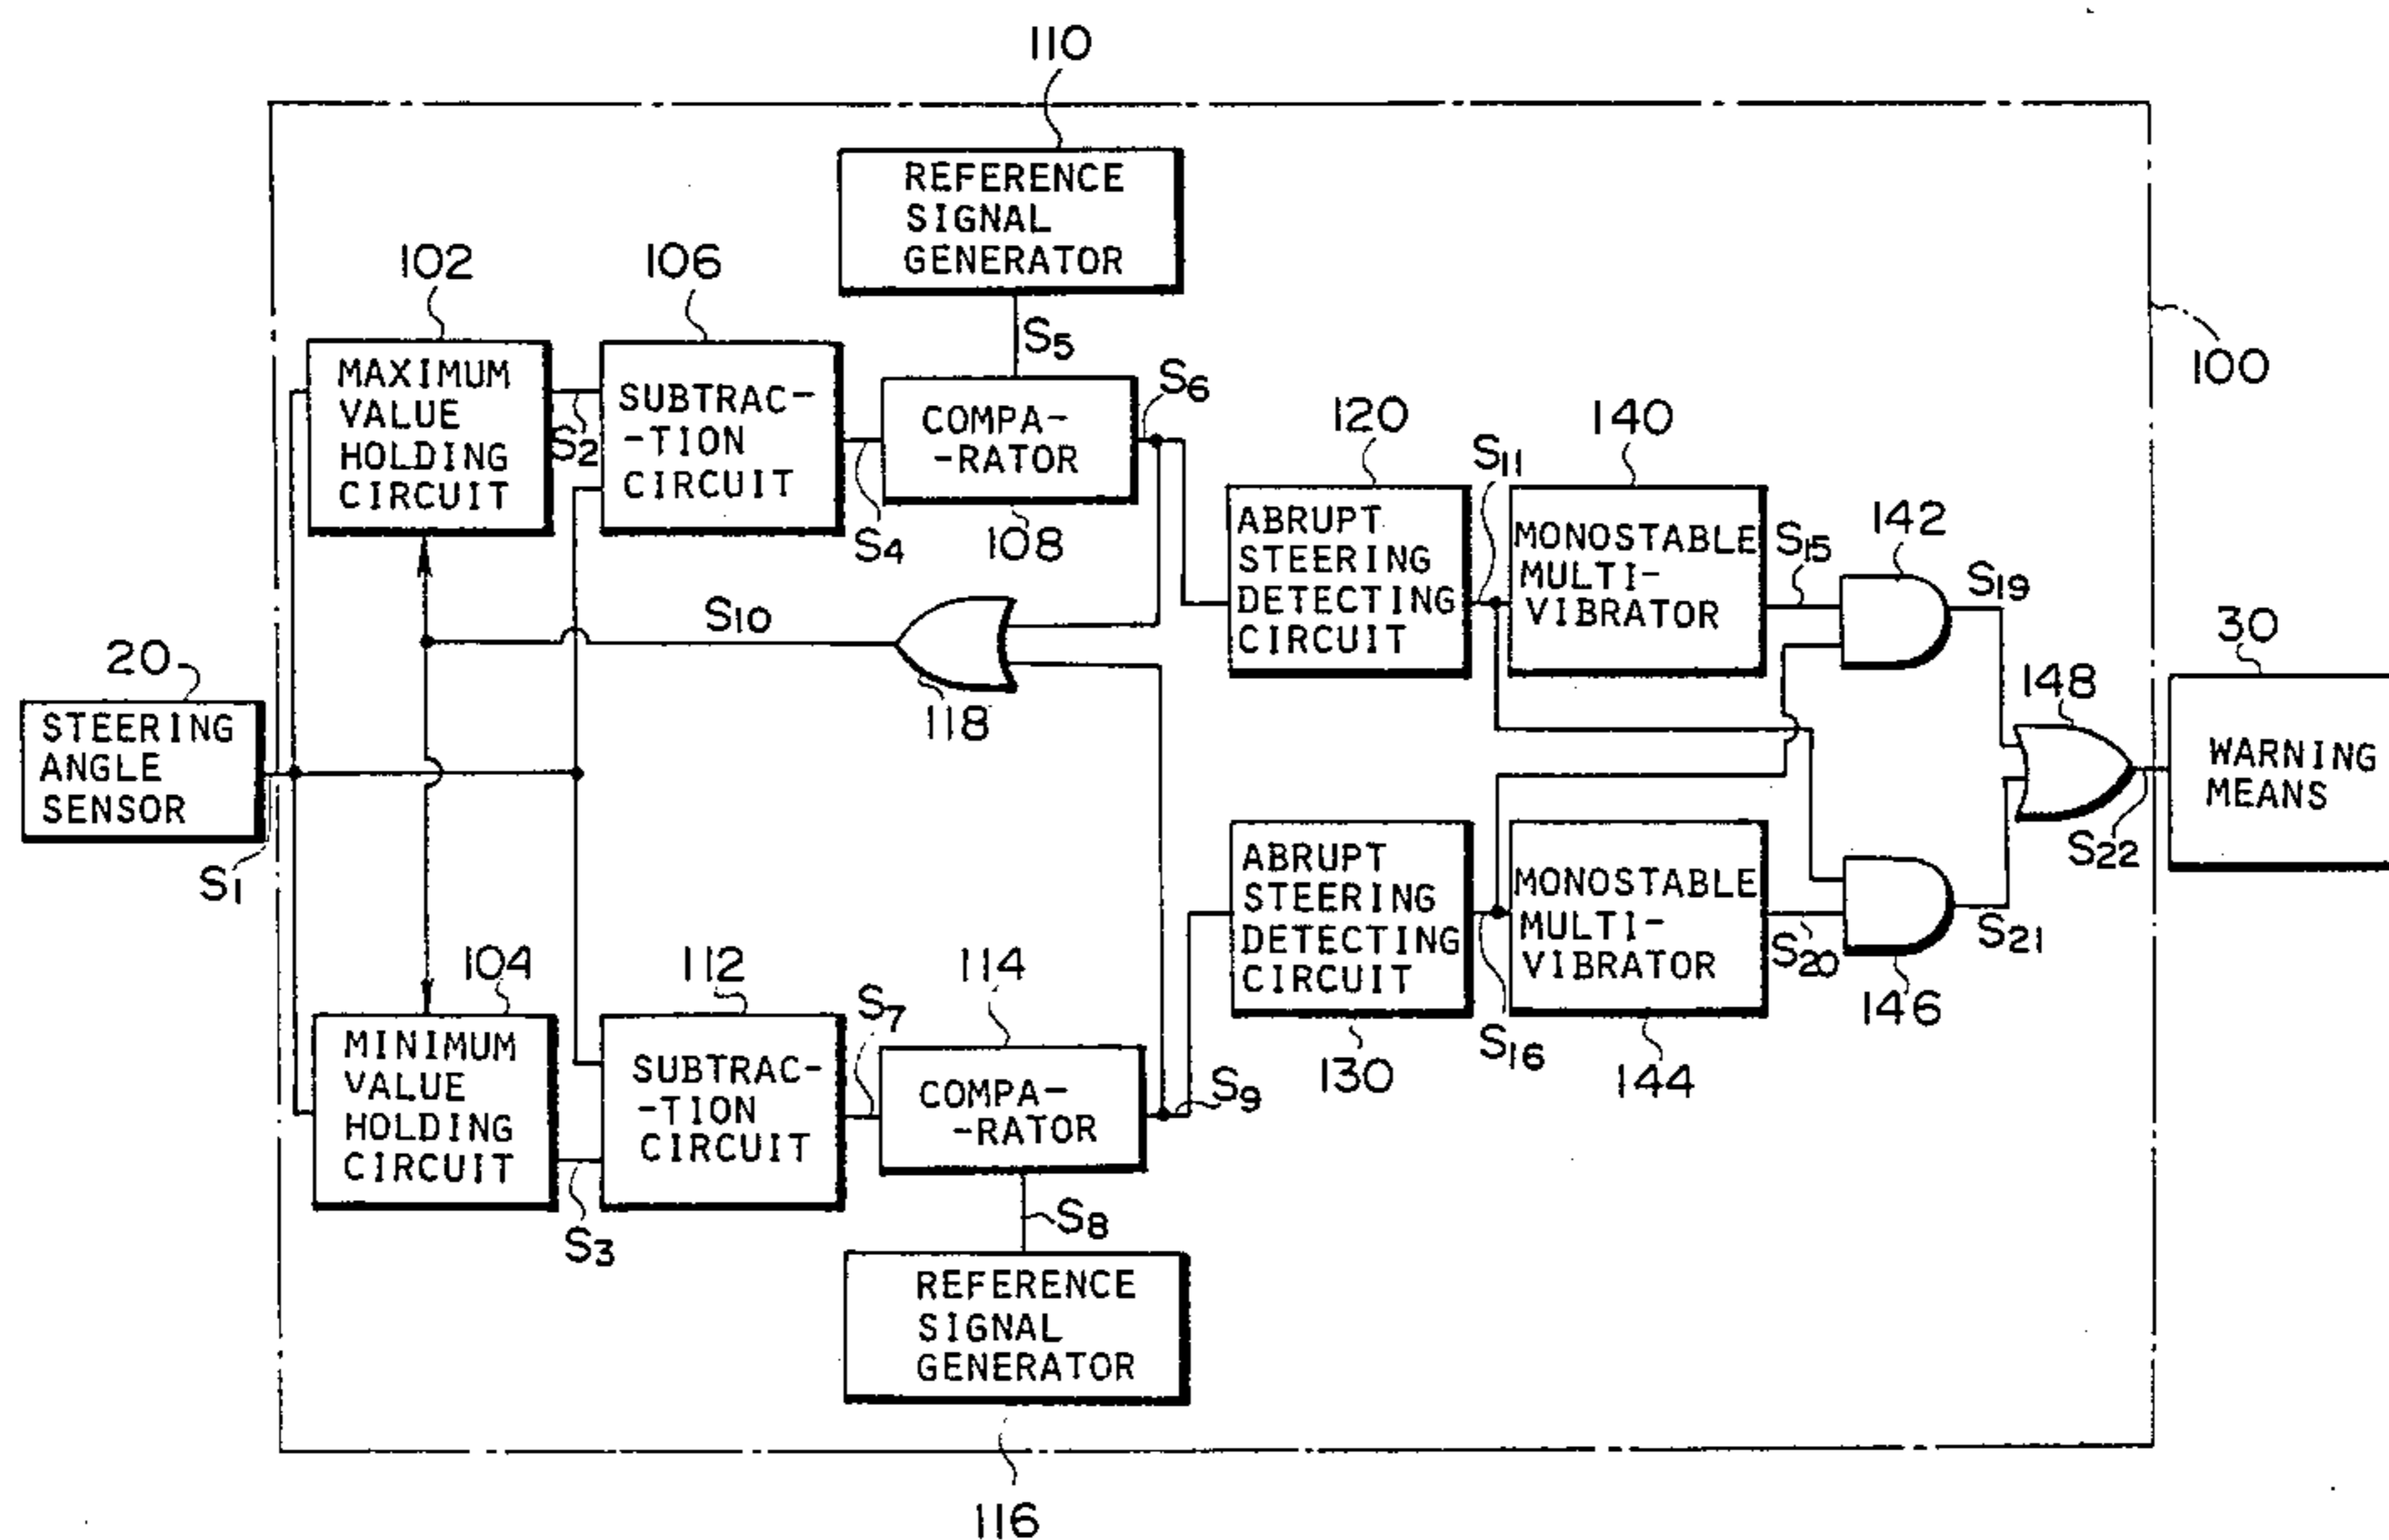 110
REFERENCE
SIGNAL
GENERATOR
102
106
S5
S6
100
MAXIMUM
VALUE
HOLDING
CIRCUIT
S2
SUBTRAC-
-TION
CIRCUIT
S4
COMPA-
-RATOR
108
120
S11
140
ABRUPT
STEERING
DETECTING
CIRCUIT
MONOSTABLE
MULTI-
VIBRATOR
S15
142
S19
S10
118
20
STEERING
ANGLE
SENSOR
S1
148
30
WARNING
MEANS
S22
104
112
S7
114
ABRUPT
STEERING
DETECTING
CIRCUIT
130
S16
MONOSTABLE
MULTI-
VIBRATOR
144
S20
146
S21
MINIMUM
VALUE
HOLDING
CIRCUIT
S3
SUBTRAC-
-TION
CIRCUIT
COMPA-
-RATOR
S9
S8
REFERENCE
SIGNAL
GENERATOR
116